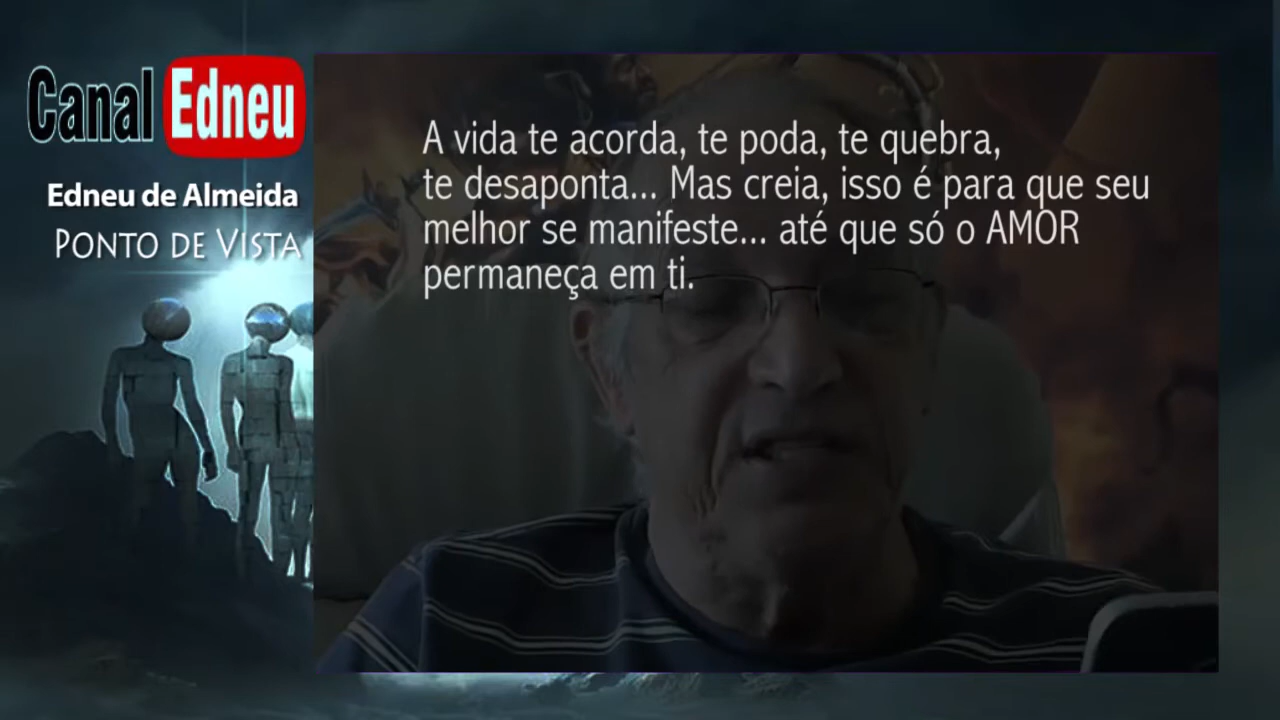 Canal Edneu
Edneu de Almeida
PONTO DE VISTA
A vida te acorda, te poda, te quebra,
te desaponta... Mas creia, isso é para que seu
melhor se manifeste... até que só o AMOR
permaneça em ti.